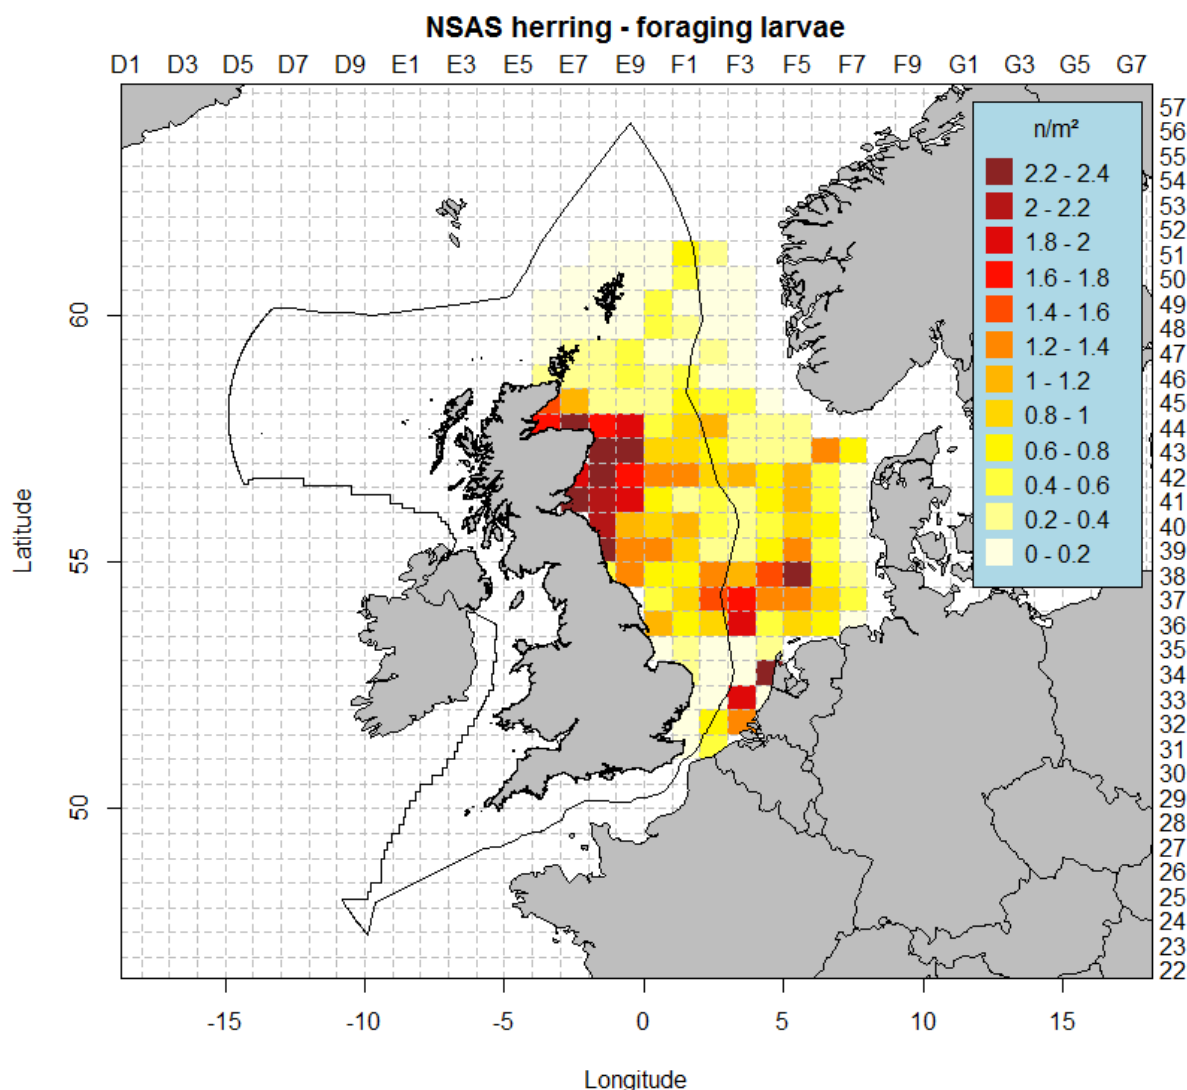 NSAS herring - foraging larvae
D1 D3 D5 D7 D9 E1 E3 E5 E7 E9 F1 F3 F5 F7 F9 G1 G3 G5 G7
n/m²
2.2 - 2.4
2 - 2.2
1.8 - 2
1.6 - 1.8
1.4 - 1.6
1.2 - 1.4
1 - 1.2
0.8 - 1
0.6 - 0.8
0.4 - 0.6
0.2 - 0.4
0 - 0.2
57
56
55
54
53
52
51
50
49
48
47
46
45
44
43
42
41
40
39
38
37
36
35
34
33
32
31
30
29
28
27
26
25
24
23
22
60
55
50
Latitude
-15 -10 -5 0 5 10 15
Longitude